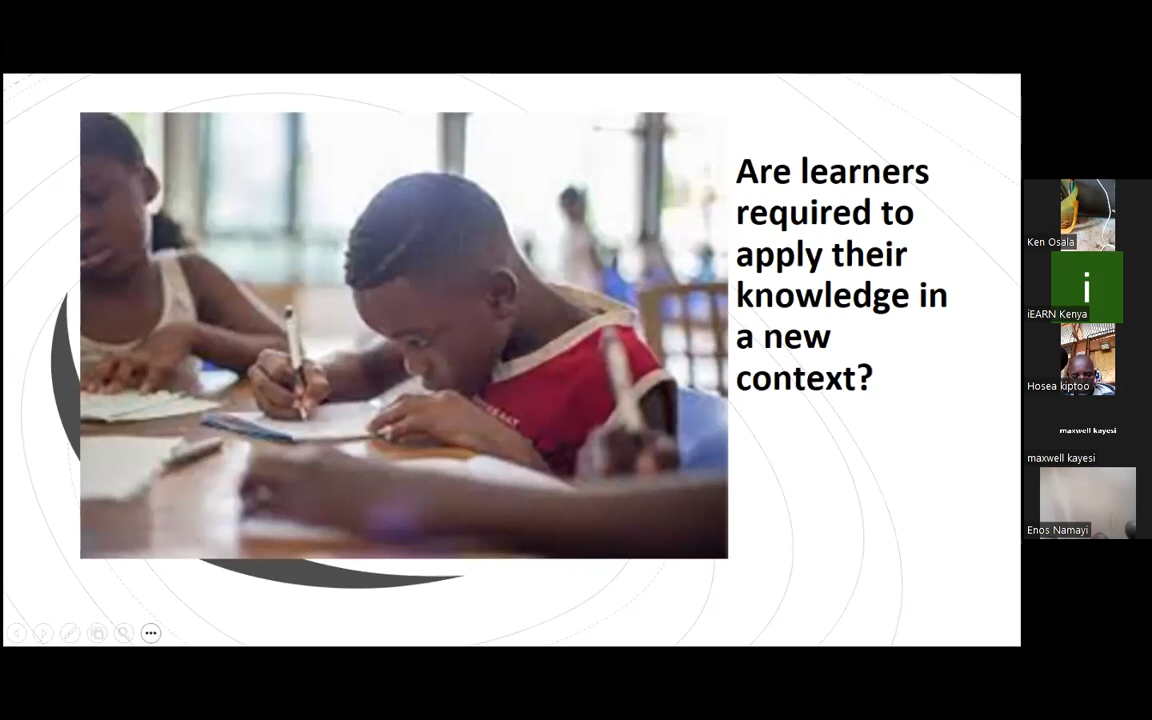 Are learners
required to
apply their
knowledge in
a new
context?
Ken Osala
i
iEARN Kenya
Hosea kiptoo
maxwell kayesi
maxwell kayesi
Enos Namayi